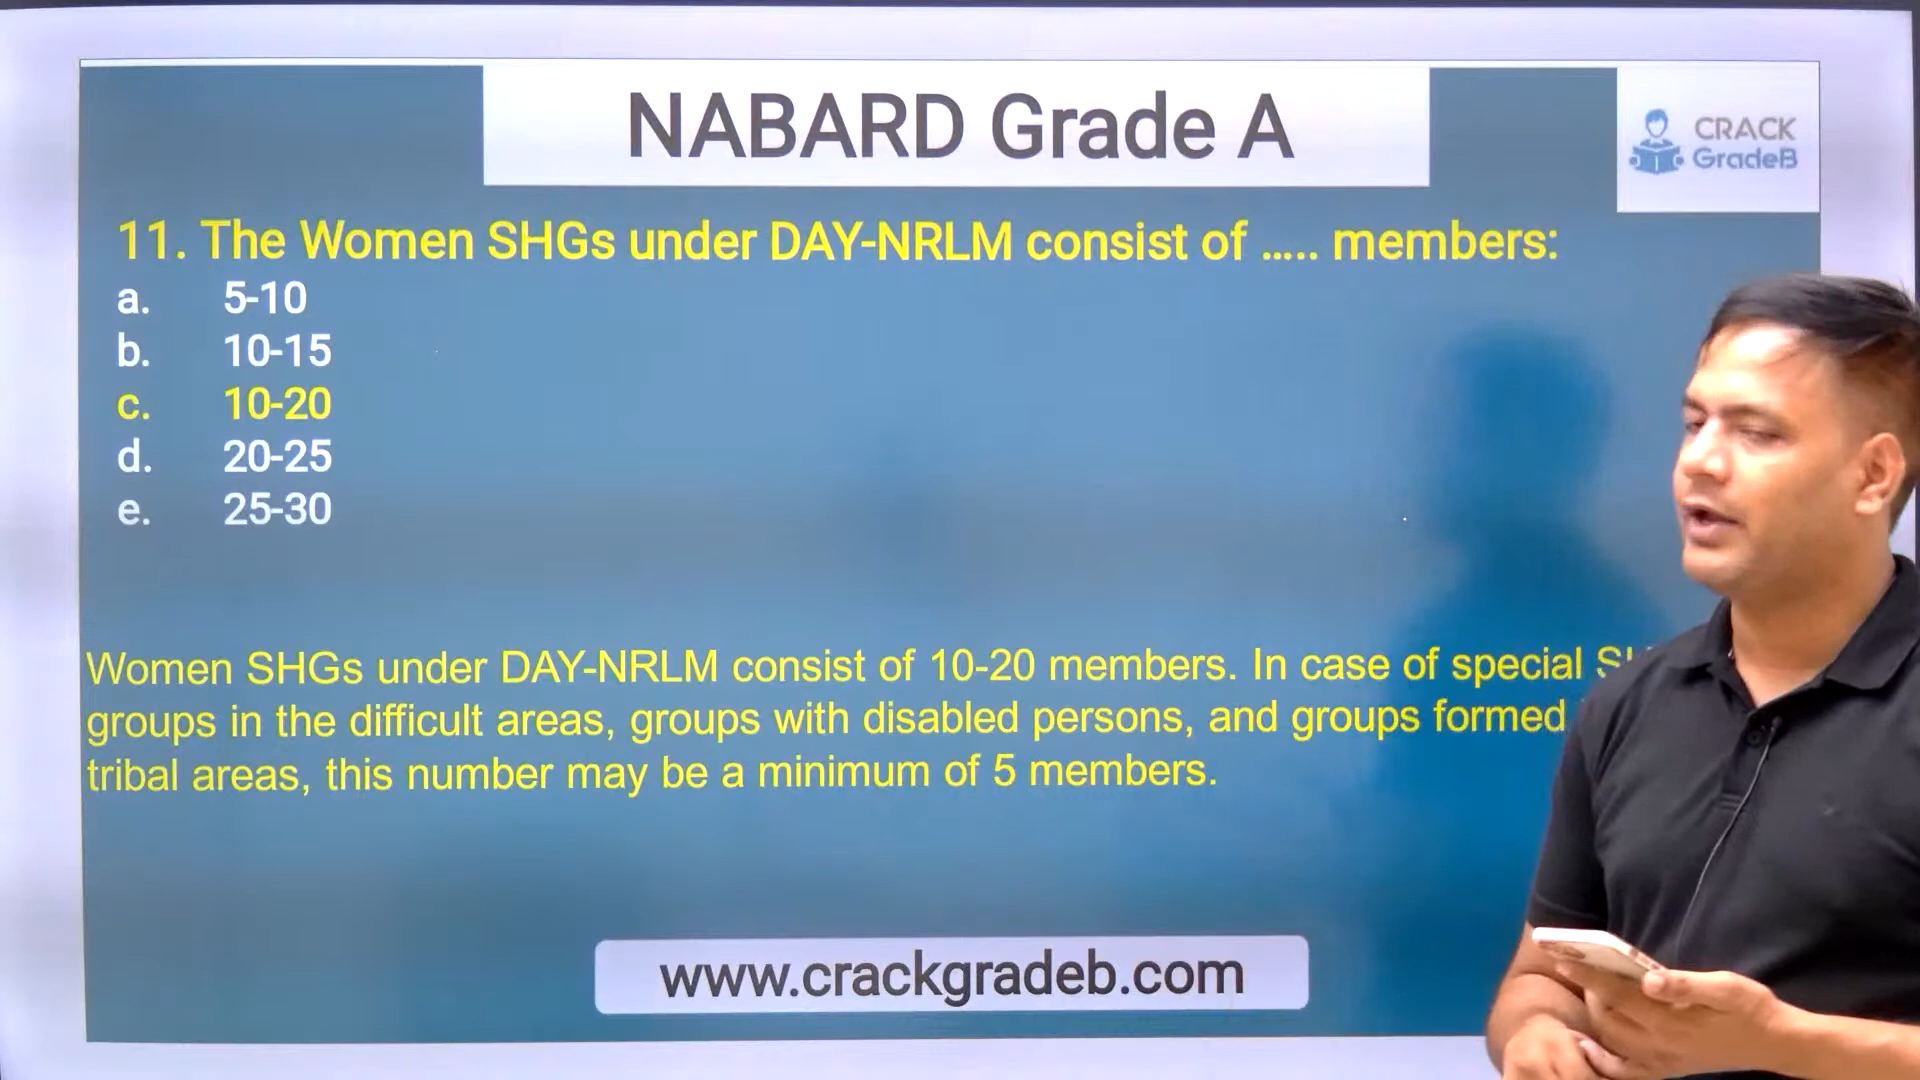 NABARD Grade A
CRACK
GradeB
11. The Women SHGs under DAY-NRLM consist of ..... members:
a. 5-10
b. 10-15
c. 10-20
d. 20-25
e. 25-30
Women SHGs under DAY-NRLM consist of 10-20 members. In case of special
groups in the difficult areas, groups with disabled persons, and groups formed
tribal areas, this number may be a minimum of 5 members.
www.crackgradeb.com